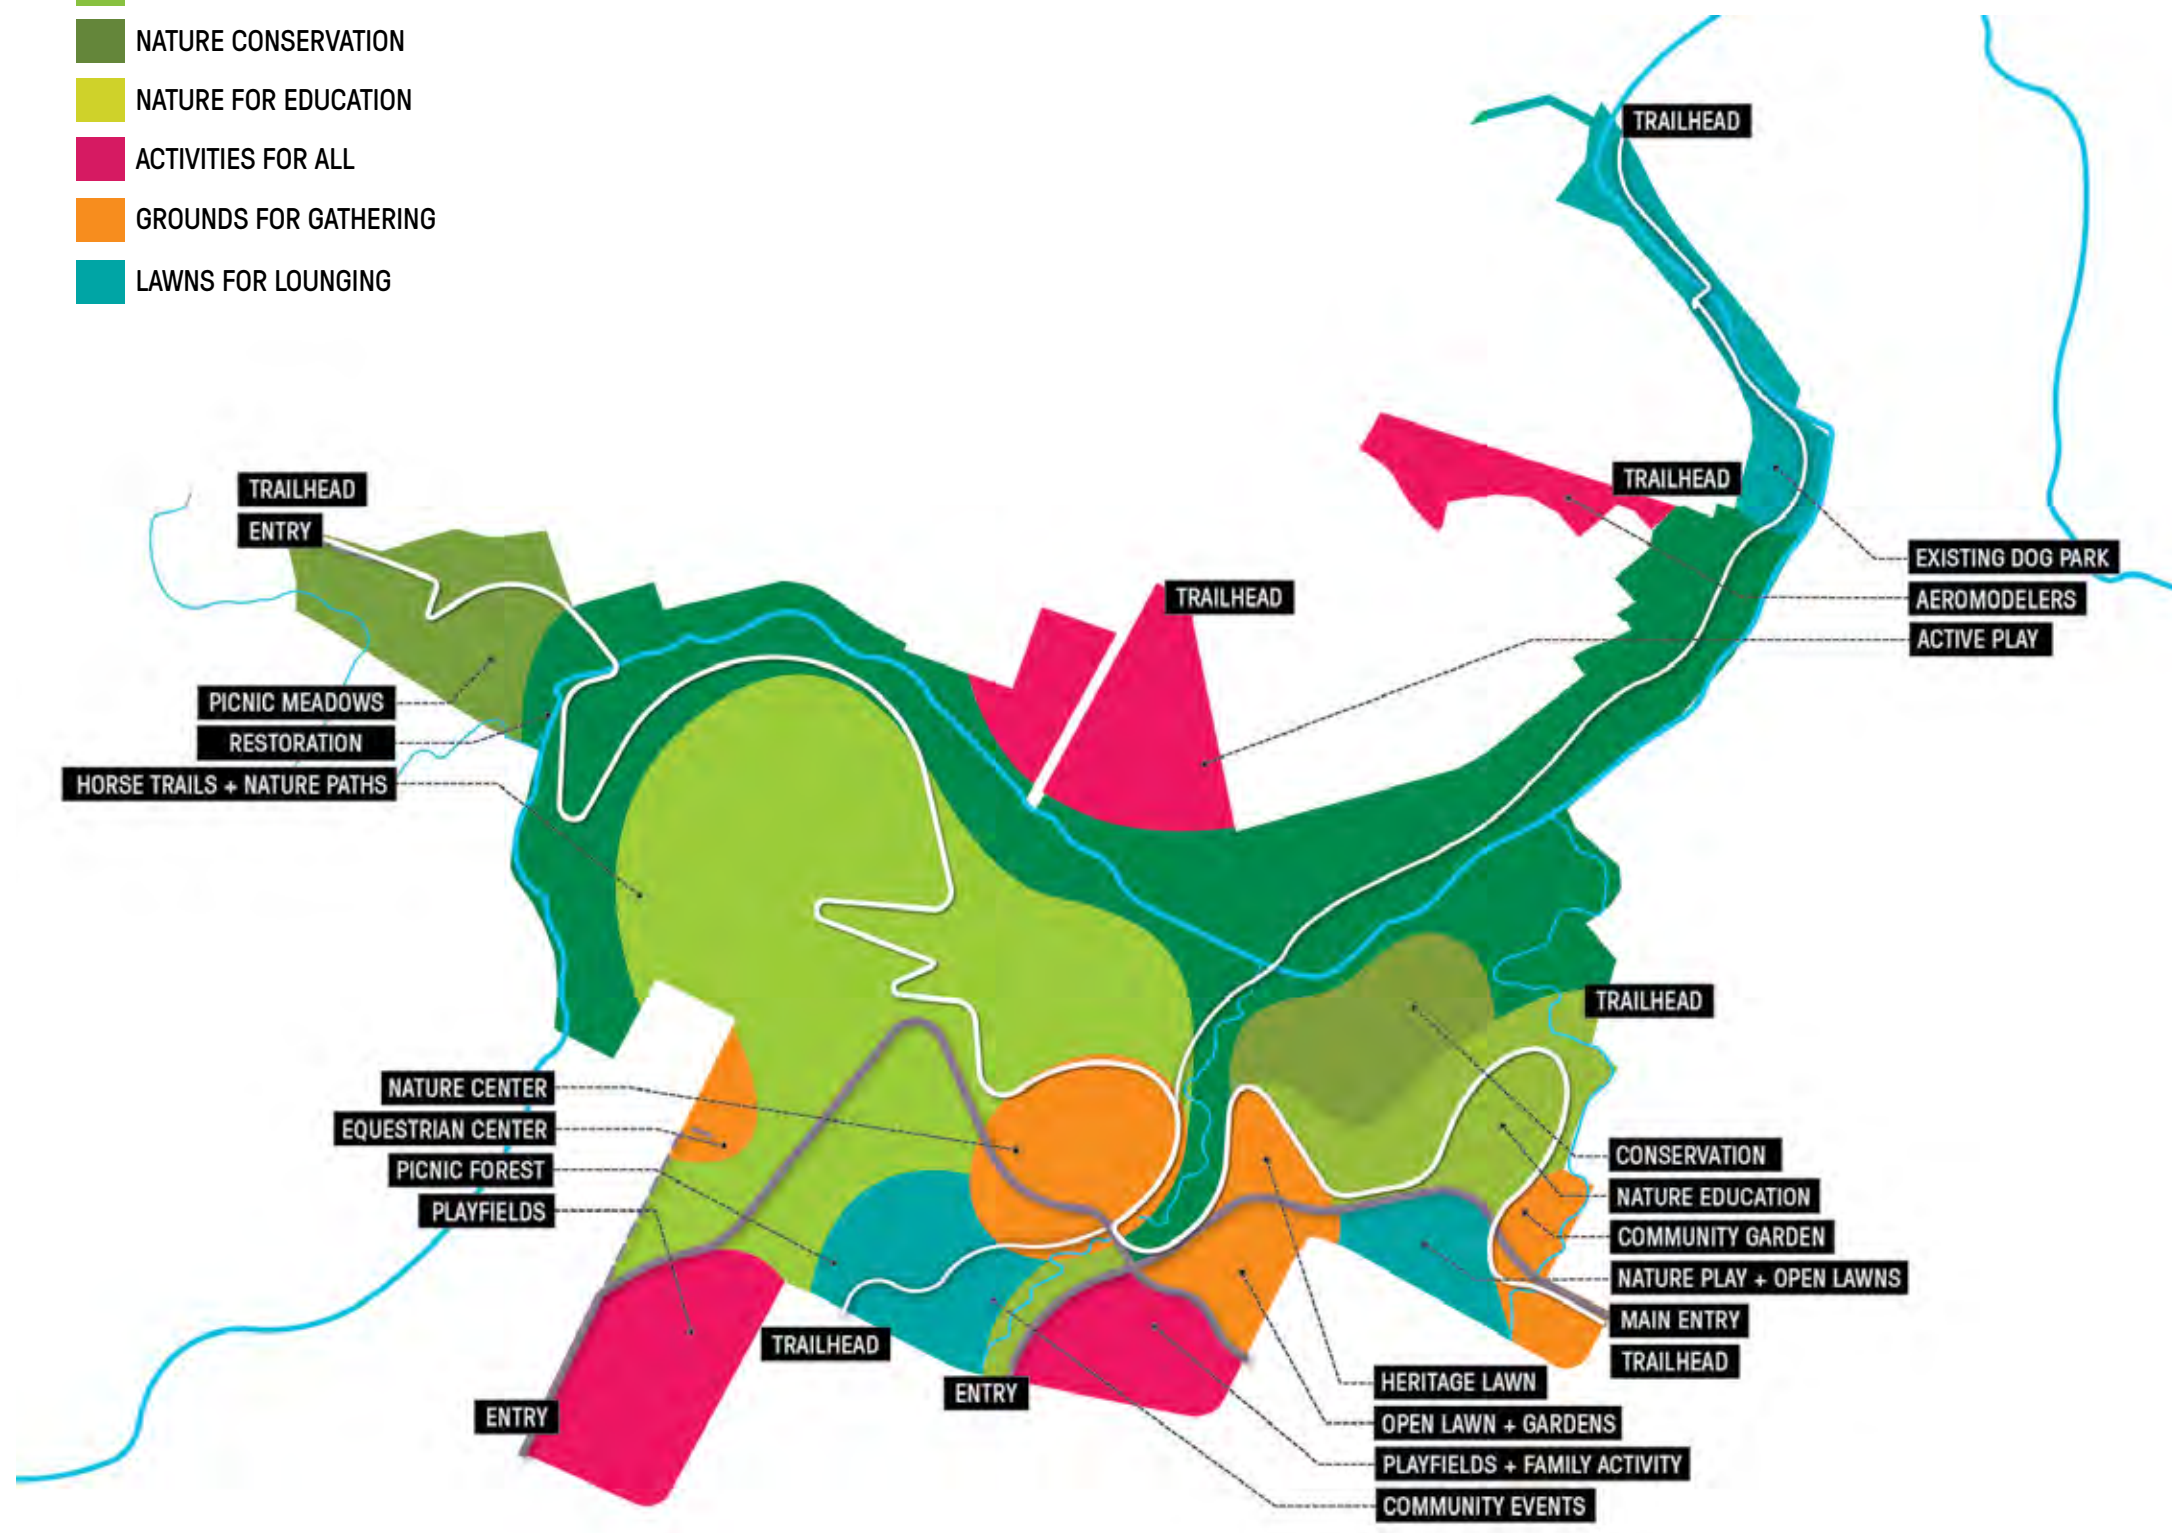 NATURE CONSERVATION
NATURE FOR EDUCATION
ACTIVITIES FOR ALL
GROUNDS FOR GATHERING
LAWNS FOR LOUNGING
TRAILHEAD
TRAILHEAD
ENTRY
TRAILHEAD
TRAILHEAD
EXISTING DOG PARK
AEROMODELERS
ACTIVE PLAY
PICNIC MEADOWS
RESTORATION
HORSE TRAILS + NATURE PATHS
TRAILHEAD
NATURE CENTER
EQUESTRIAN CENTER
PICNIC FOREST
PLAYFIELDS
CONSERVATION
NATURE EDUCATION
COMMUNITY GARDEN
NATURE PLAY + OPEN LAWNS
MAIN ENTRY
TRAILHEAD
TRAILHEAD
ENTRY
ENTRY
HERITAGE LAWN
OPEN LAWN + GARDENS
PLAYFIELDS + FAMILY ACTIVITY
COMMUNITY EVENTS